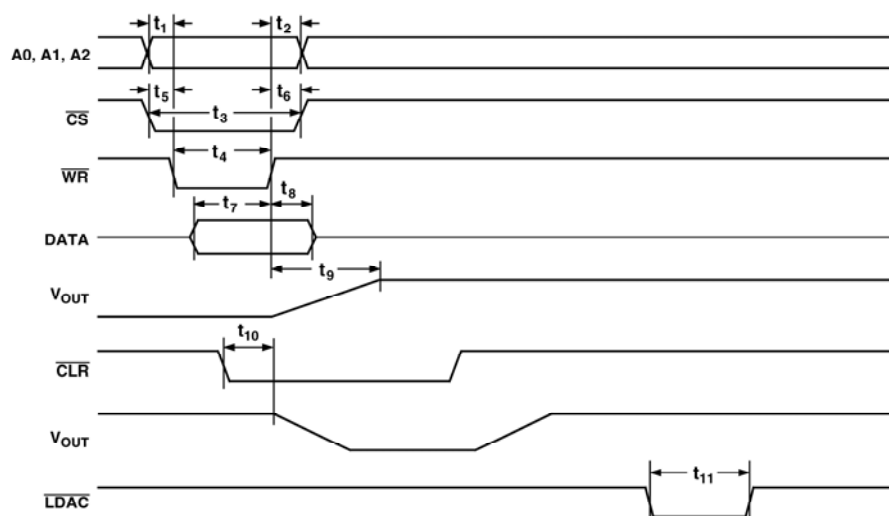 t1 t2
A0, A1, A2
t5 t6
t3
CS
t4
WR
t7 t8
DATA
t9
VOUT
t10
CLR
VOUT
t11
LDAC